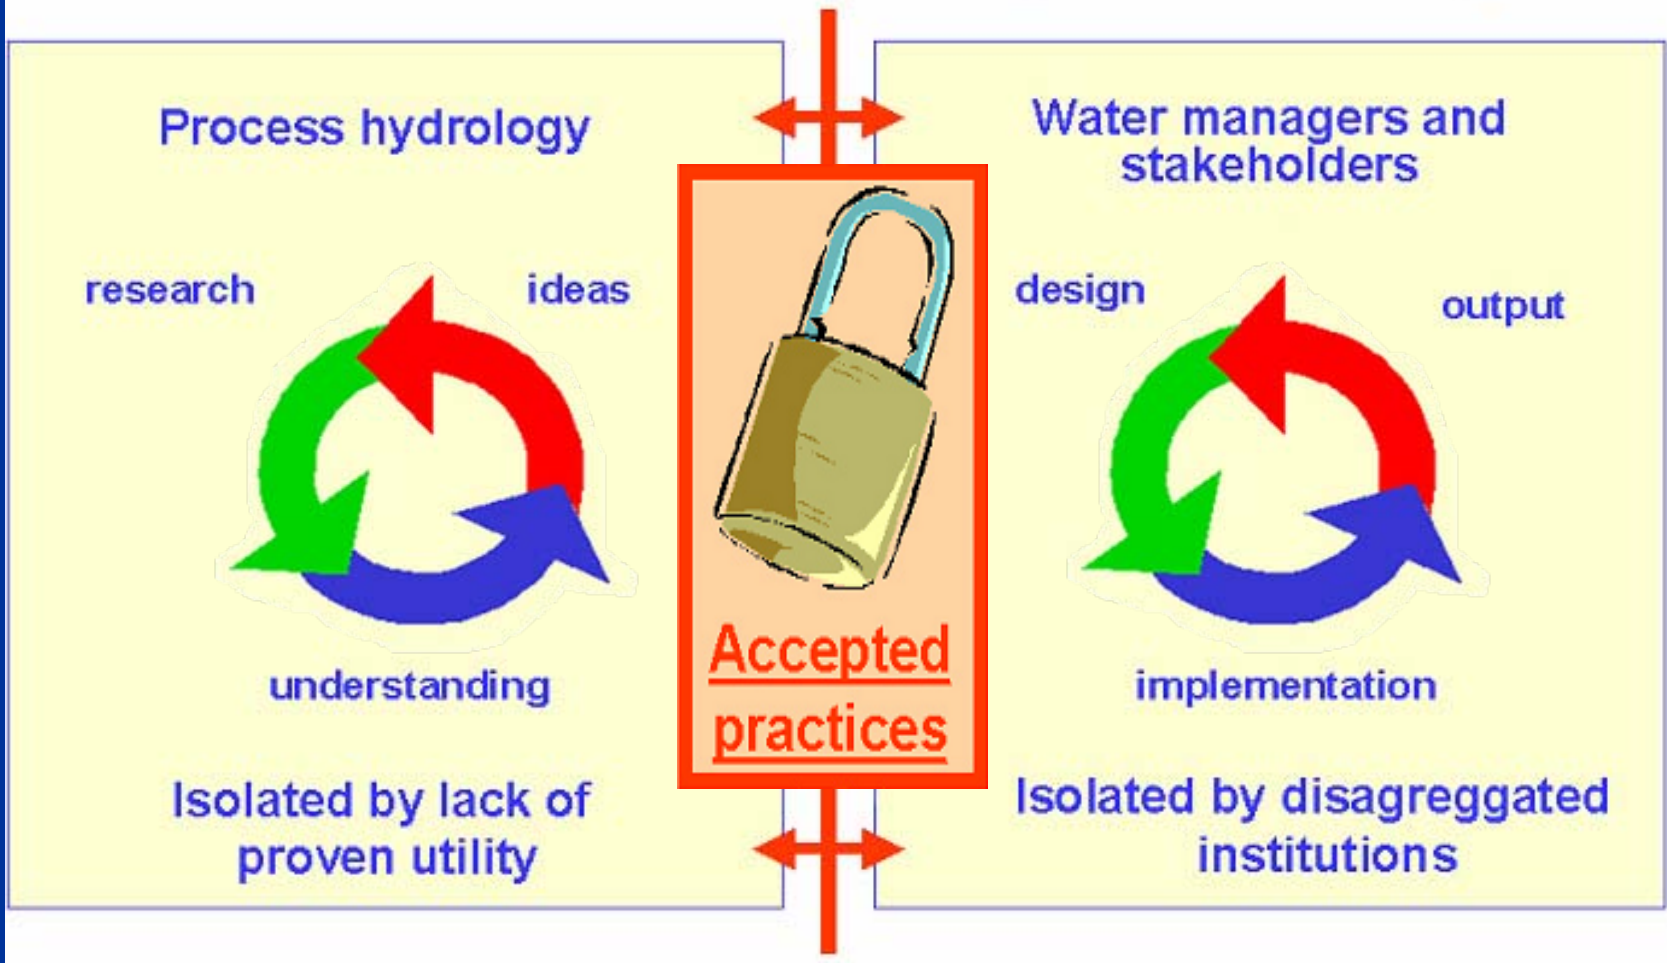 Process hydrology
research
ideas
understanding
Isolated by lack of
proven utility
Accepted
practices
Water managers and
stakeholders
design
output
implementation
Isolated by disagreggated
institutions